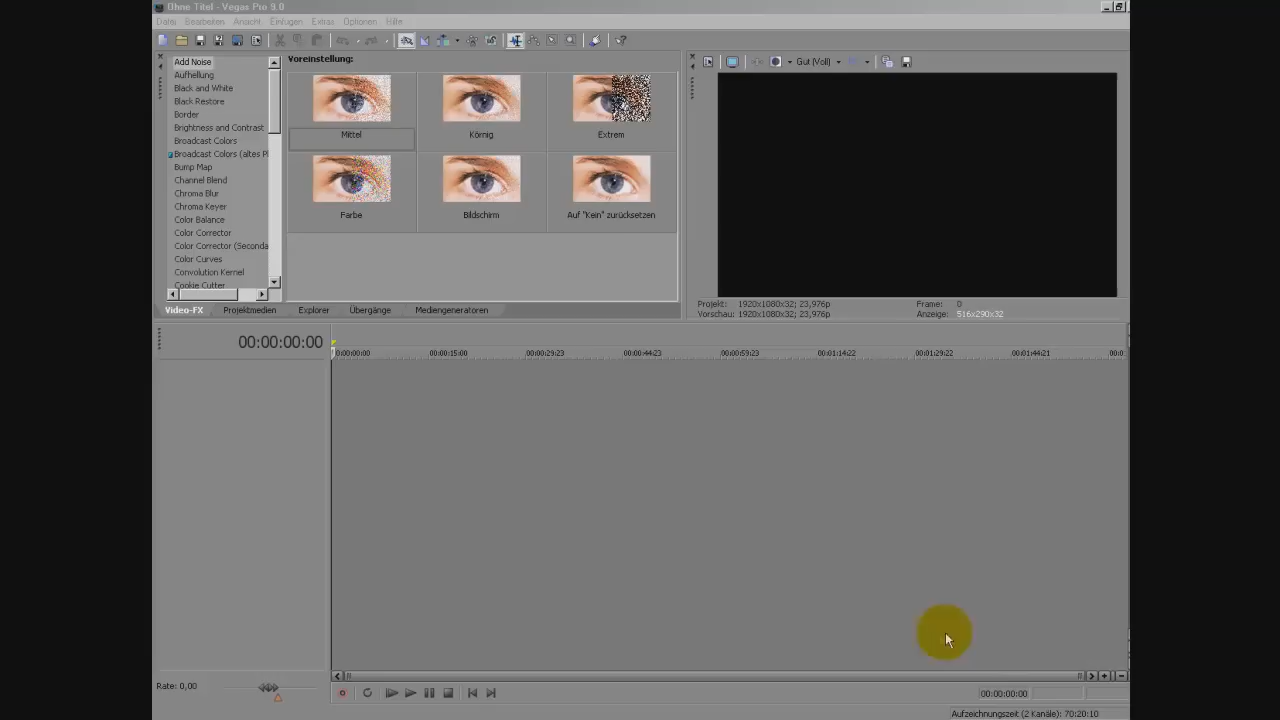 Ohne Titel - Vegas Pro 9.0
Datei Bearbeiten Ansicht Einfügen Extras Optionen Hilfe
Gut (Voll)
Voreinstellung:
Add Noise
Aufhellung
Black and White
Black Restore
Border
Brightness and Contrast
Broadcast Colors
Broadcast Colors (altes Pl
Bump Map
Channel Blend
Chroma Blur
Chroma Keyer
Color Balance
Color Corrector
Color Corrector (Seconda
Color Curves
Convolution Kernel
Cookie Cutter
Mittel
Körnig
Extrem
Farbe
Bildschirm
Auf "Kein" zurücksetzen
Video-FX Projektmedien Explorer Übergänge Mediengeneratoren
Projekt: 1920x1080x32; 23,976p Frame: 0
Vorschau: 1920x1080x32; 23,976p Anzeige: 516x290x32
00:00:00:00
00:00:00 00:00:15:00 00:00:29:23 00:00:44:23 00:00:59:23 00:01:14:22 00:01:29:22 00:01:44:21 00:0
Rate: 0,00
00:00:00:00
Aufzeichnungszeit (2 Kanäle): 70:20:10